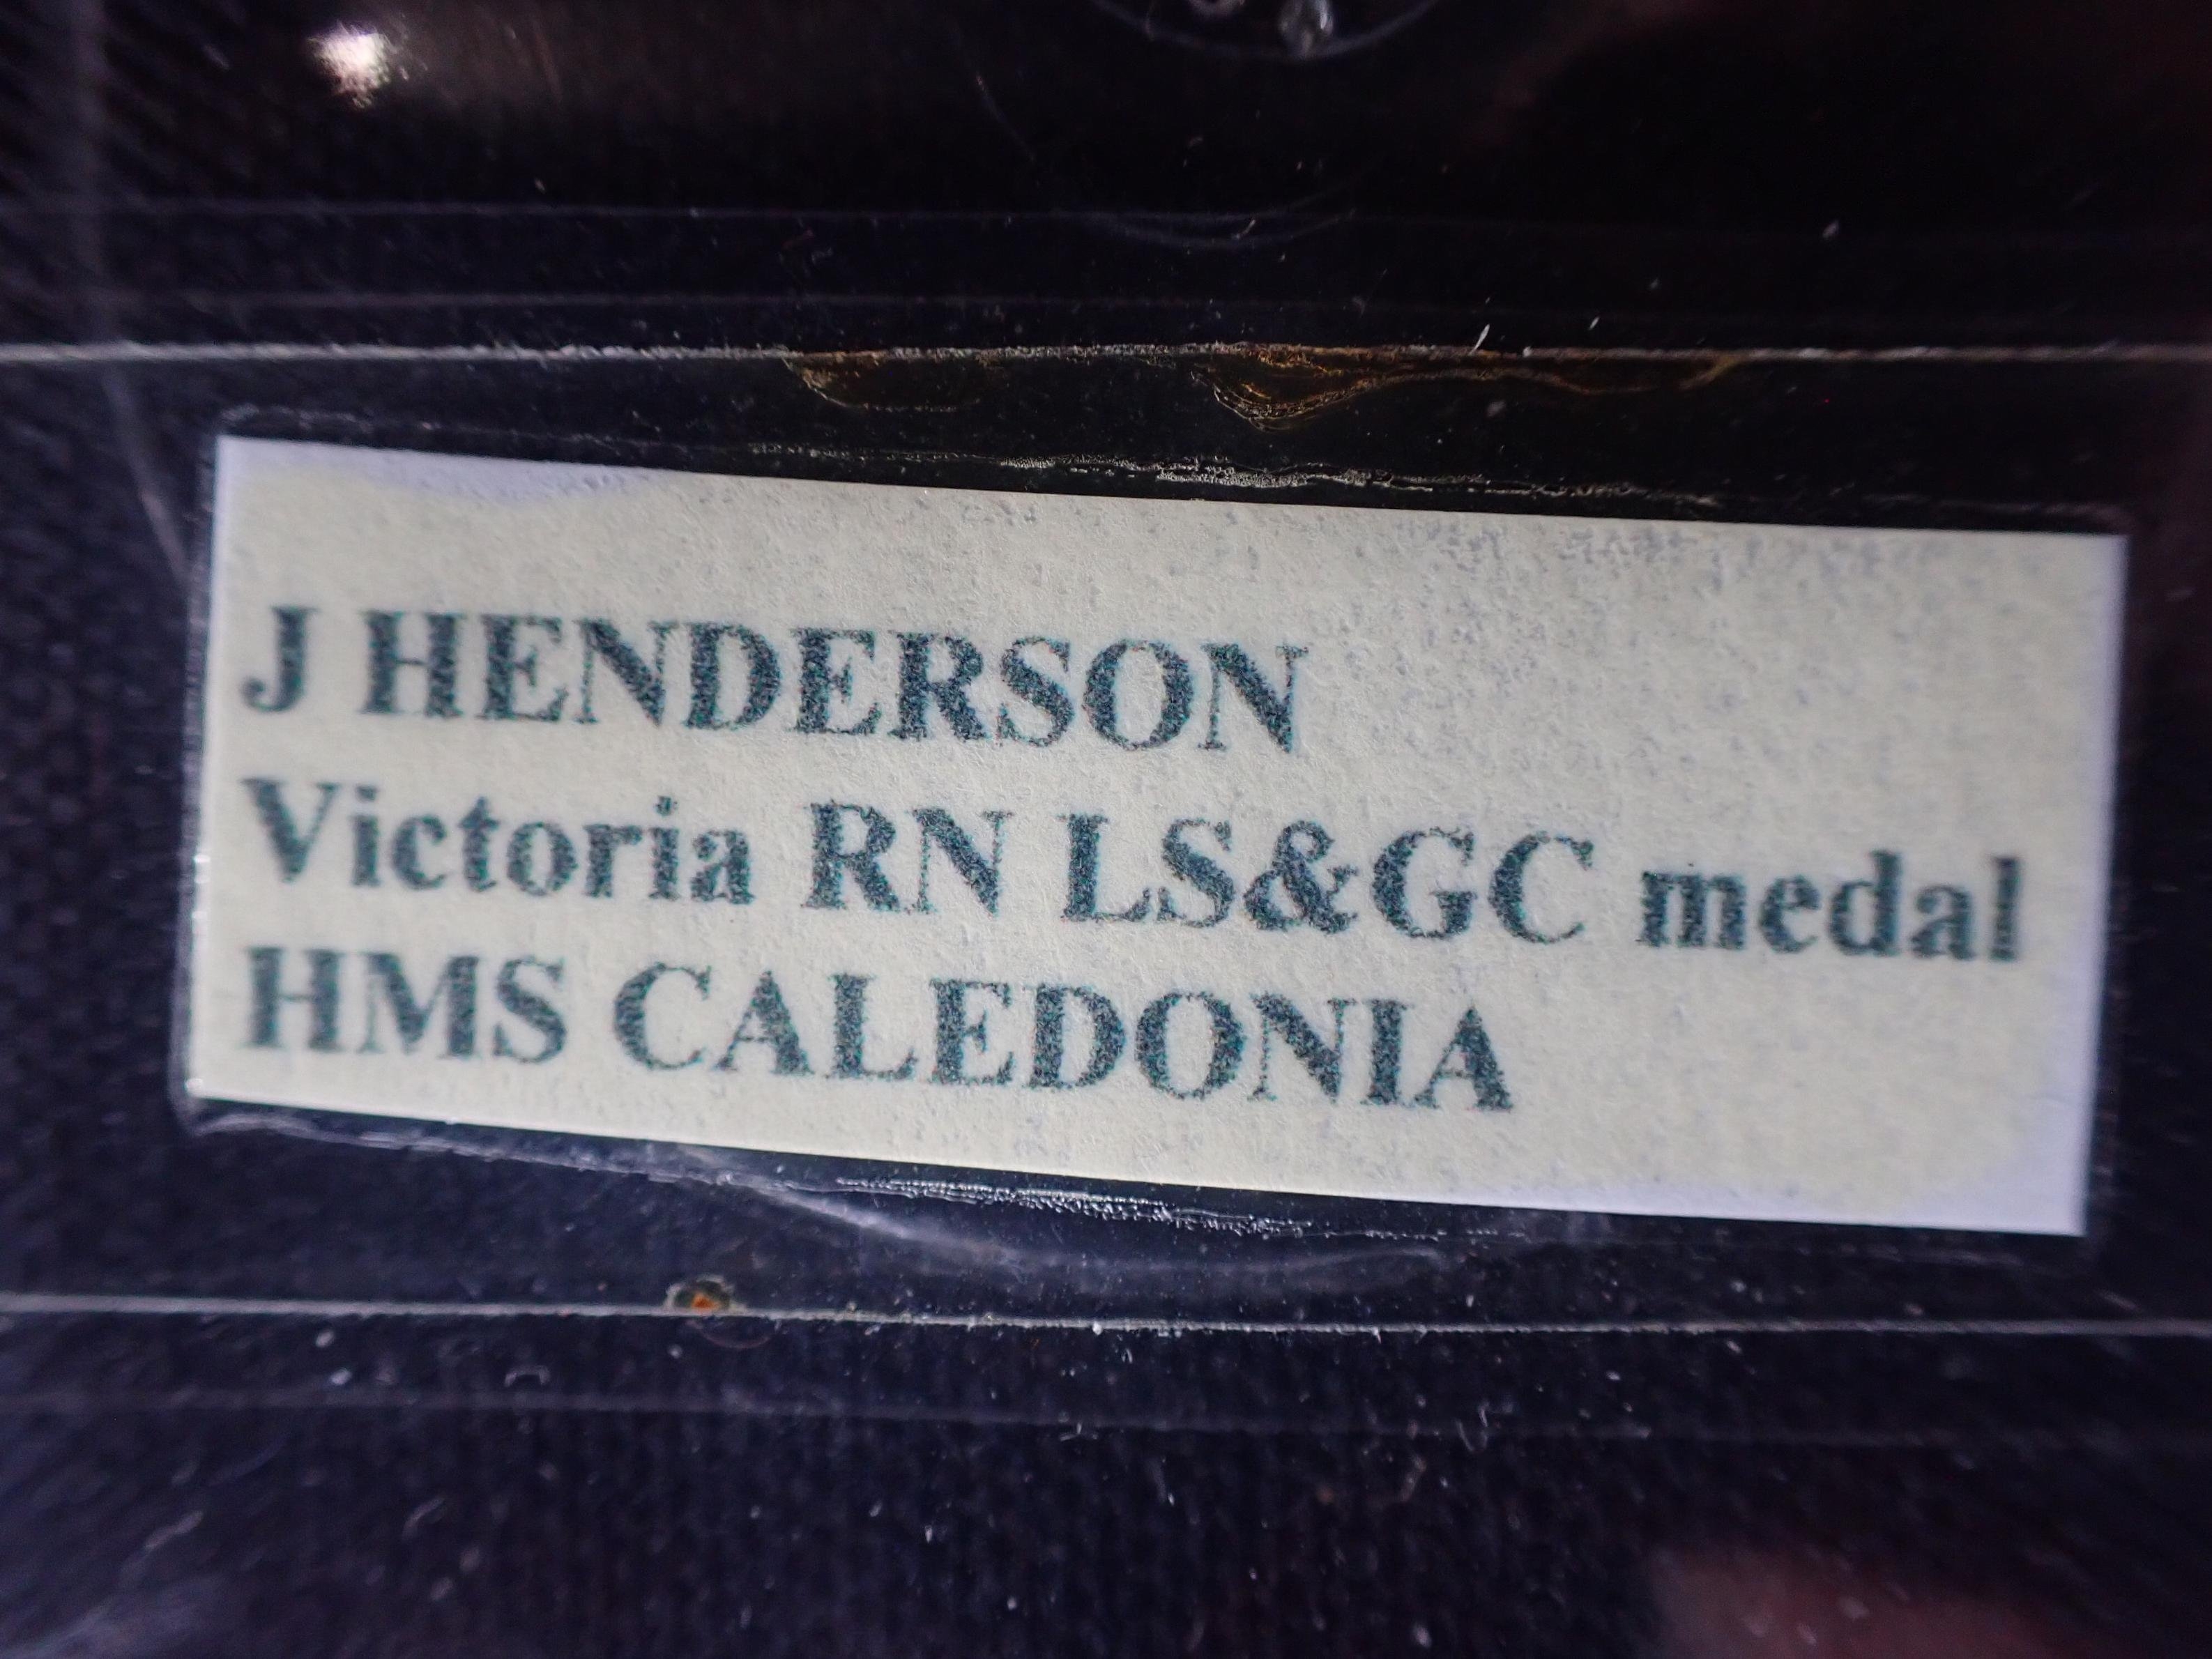 J HENDERSON
Victoria RN LS&GC medal
HMS CALEDONIA